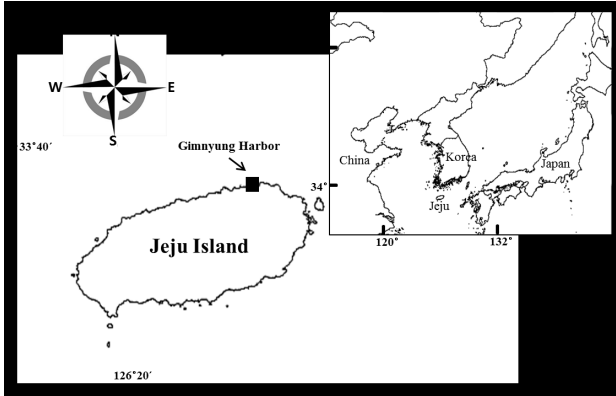 W
E
S
33°40′
Gimnyung Harbor
Jeju Island
126°20′
China
Korea
Japan
Jeju
34°
120°
132°